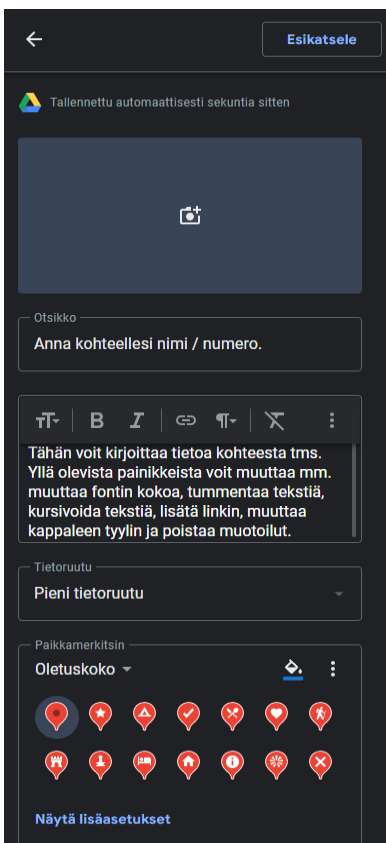 Esikatsele
Tallennettu automaattisesti sekuntia sitten
Otsikko
Anna kohteellesi nimi / numero.
Tähän voit kirjoittaa tietoa kohteesta tms.
Yllä olevista painikkeista voit muuttaa mm.
muuttaa fontin kokoa, tummentaa tekstiä,
kursivoida tekstiä, lisätä linkin, muuttaa
kappaleen tyylin ja poistaa muotoilut.
Tietoruutu
Pieni tietoruutu
Paikkamerkitsin
Oletuskoko
Näytä lisäasetukset